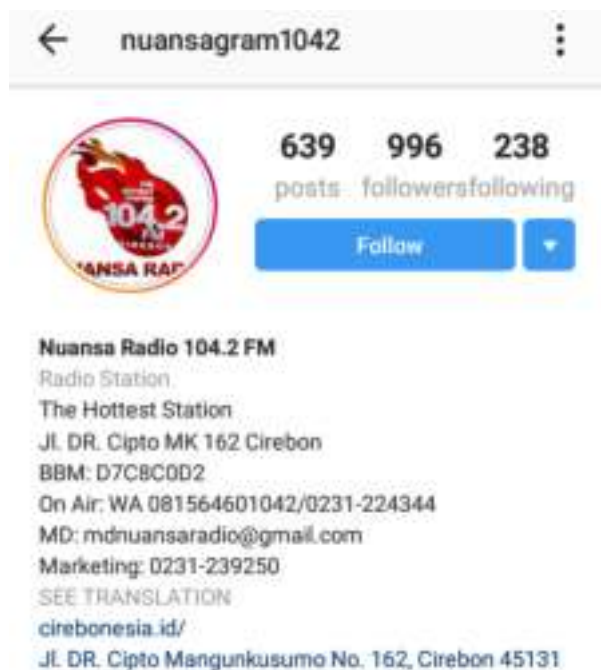 nuansagram1042
639 996 238
posts followers following
104.2
Follow
Nuansa Radio 104.2 FM
Radio Station
The Hottest Station
Jl. DR. Cipto MK 162 Cirebon
BBM: D7C8C0D2
On Air: WA 081564601042/0231-224344
MD: mdnuansaradio@gmail.com
Marketing: 0231-239250
SEE TRANSLATION
cirebonesia.id/
Jl. DR. Cipto Mangunkusumo No. 162, Cirebon 45131